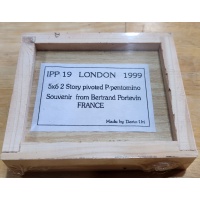 IPP 19 LONDON 1999
5x6 2 Story pivoted P-pentomino
Souvenir from Bertrand Portevin
FRANCE
Made by Dario Uri